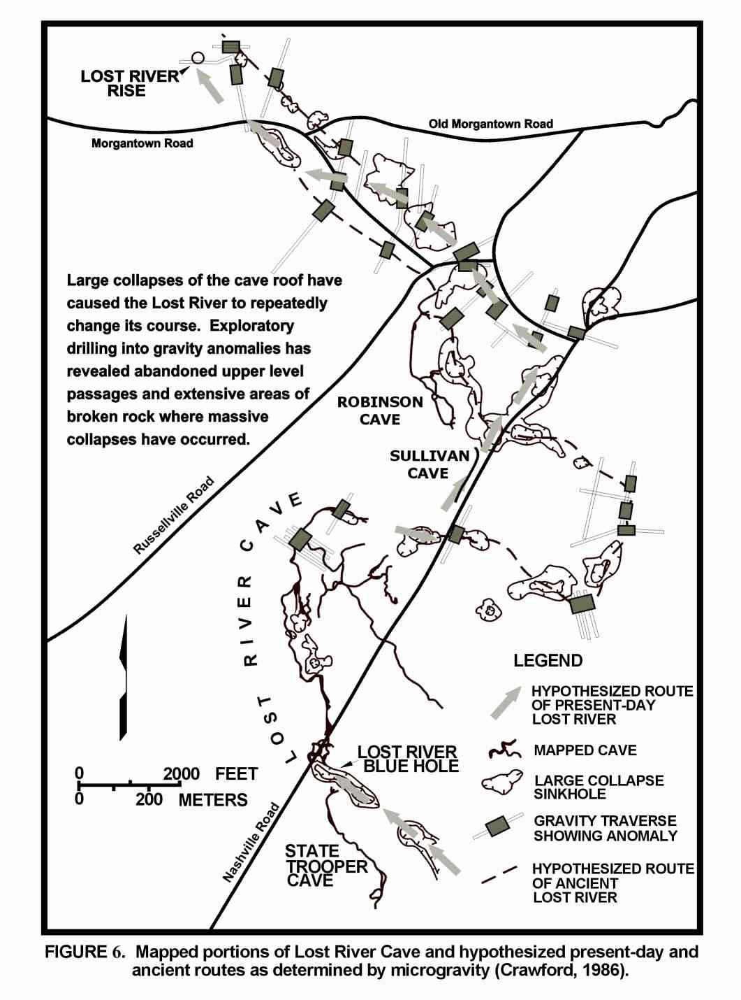 LOST RIVER
RISE
Old Morgantown Road
Morgantown Road
Large collapses of the cave roof have
caused the Lost River to repeatedly
change its course.  Exploratory
drilling into gravity anomalies has
revealed abandoned upper level
passages and extensive areas of
broken rock where massive
collapses have occurred.
ROBINSON
CAVE
SULLIVAN
CAVE
Russellville Road
LOST RIVER CAVE
LEGEND
HYPOTHESIZED ROUTE
OF PRESENT-DAY
LOST RIVER
MAPPED CAVE
LARGE COLLAPSE
SINKHOLE
GRAVITY TRAVERSE
SHOWING ANOMALY
HYPOTHESIZED ROUTE
OF ANCIENT
LOST RIVER
LOST RIVER
BLUE HOLE
0 2000 FEET
0 200 METERS
Nashville Road
STATE
TROOPER
CAVE
FIGURE 6.  Mapped portions of Lost River Cave and hypothesized present-day and
ancient routes as determined by microgravity (Crawford, 1986).